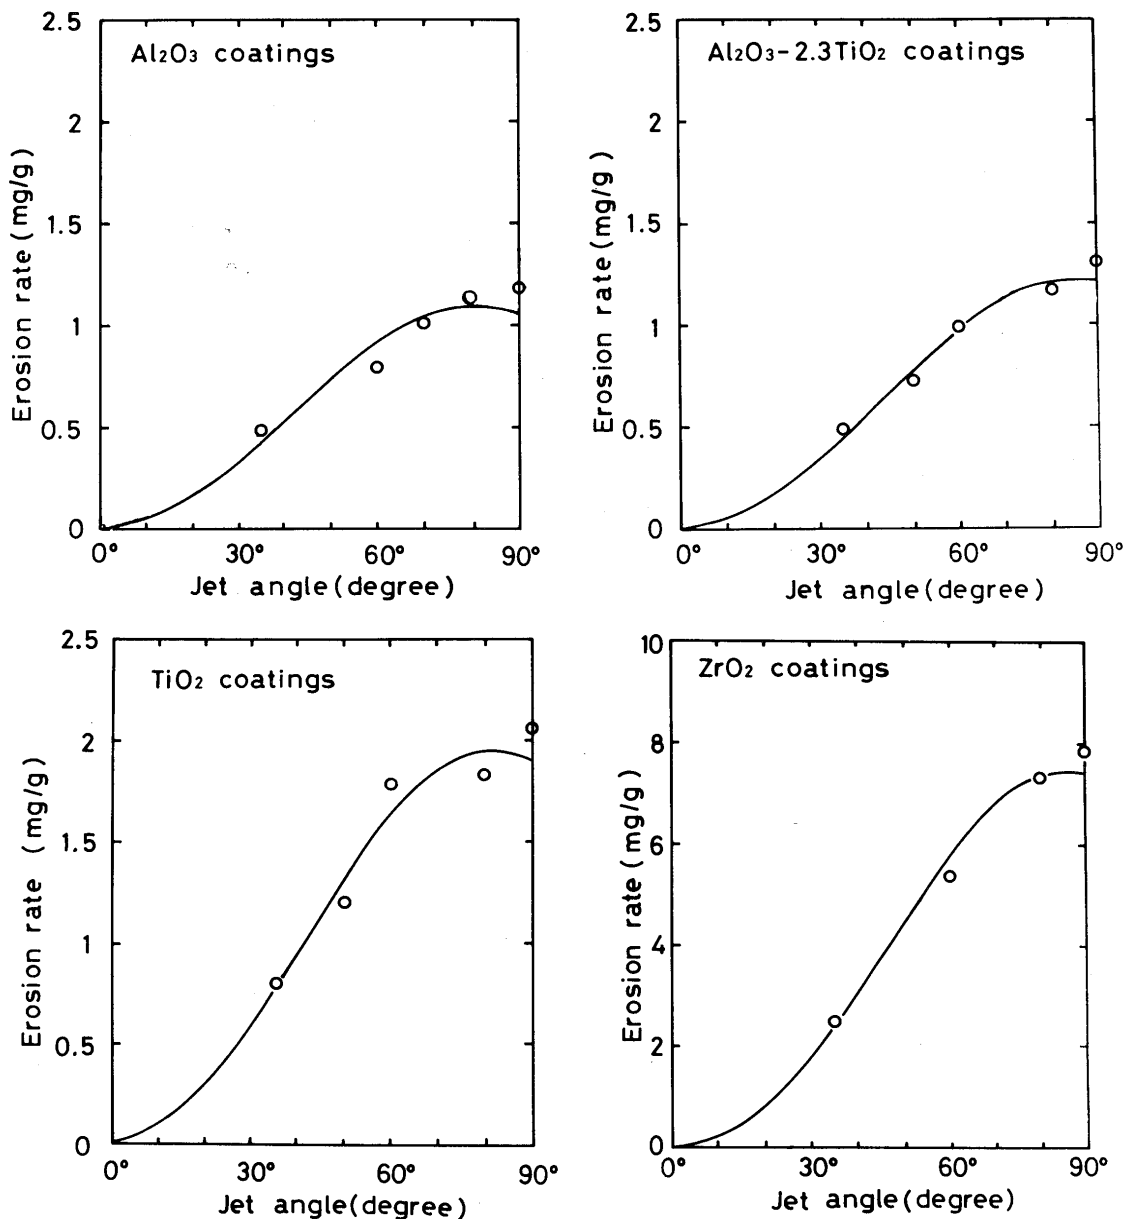 Al₂O₃ coatings
Erosion rate (mg/g)
2.5
2
1.5
1
0.5
0
0° 30° 60° 90°
Jet angle(degree)
Al₂O₃-2.3TiO₂ coatings
Erosion rate (mg/g)
2.5
2
1.5
1
0.5
0
0° 30° 60° 90°
Jet angle(degree)
TiO₂ coatings
Erosion rate (mg/g)
2.5
2
1.5
1
0.5
0
0° 30° 60° 90°
Jet angle(degree)
ZrO₂ coatings
Erosion rate (mg/g)
10
8
6
4
2
0
0° 30° 60° 90°
Jet angle(degree)